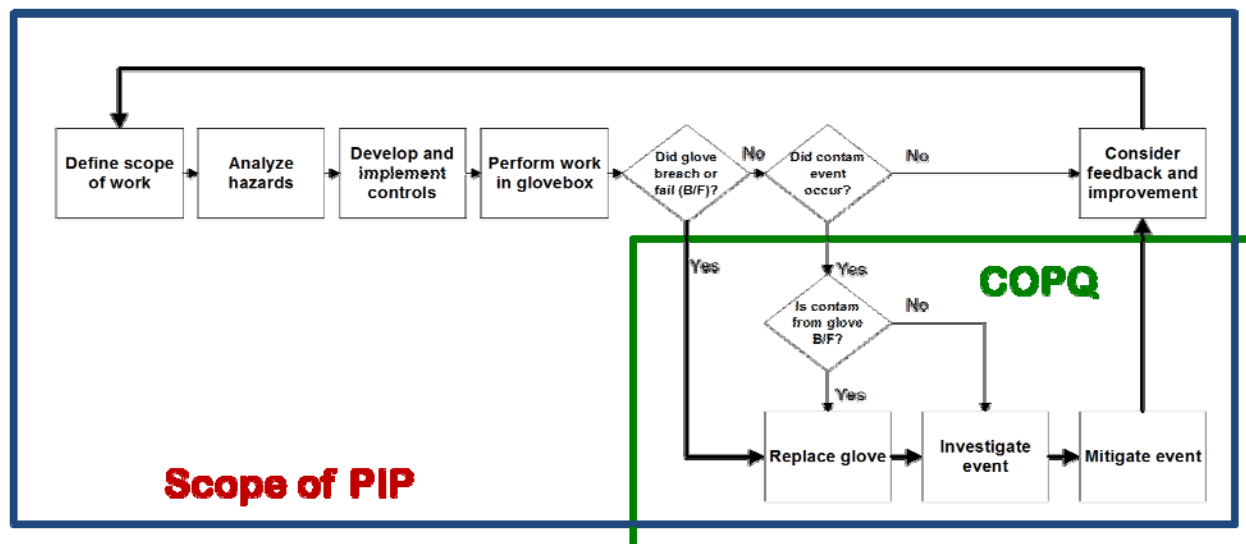 Define scope
of work
Analyze
hazards
Develop and
implement
controls
Perform work
in glovebox
Did glove
breach or
fail (B/F)?
No
Did contam
event
occur?
No
Consider
feedback and
improvement
Yes
Yes
COPQ
Is contam
from glove
B/F?
No
Yes
Replace glove
Investigate
event
Mitigate event
Scope of PIP